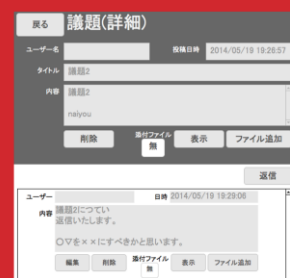 戻る 議題(詳細)
ユーザー名 投稿日時 2014/05/19 19:26:57
タイトル 議題2
内容 議題2
naiyou
削除 添付ファイル 無 表示 ファイル追加
返信
ユーザー 日時 2014/05/19 19:29:06
内容 議題2につてい
返信いたします。
○▽を××にすべきかと思います。
編集 削除 添付ファイル 無 表示 ファイル追加